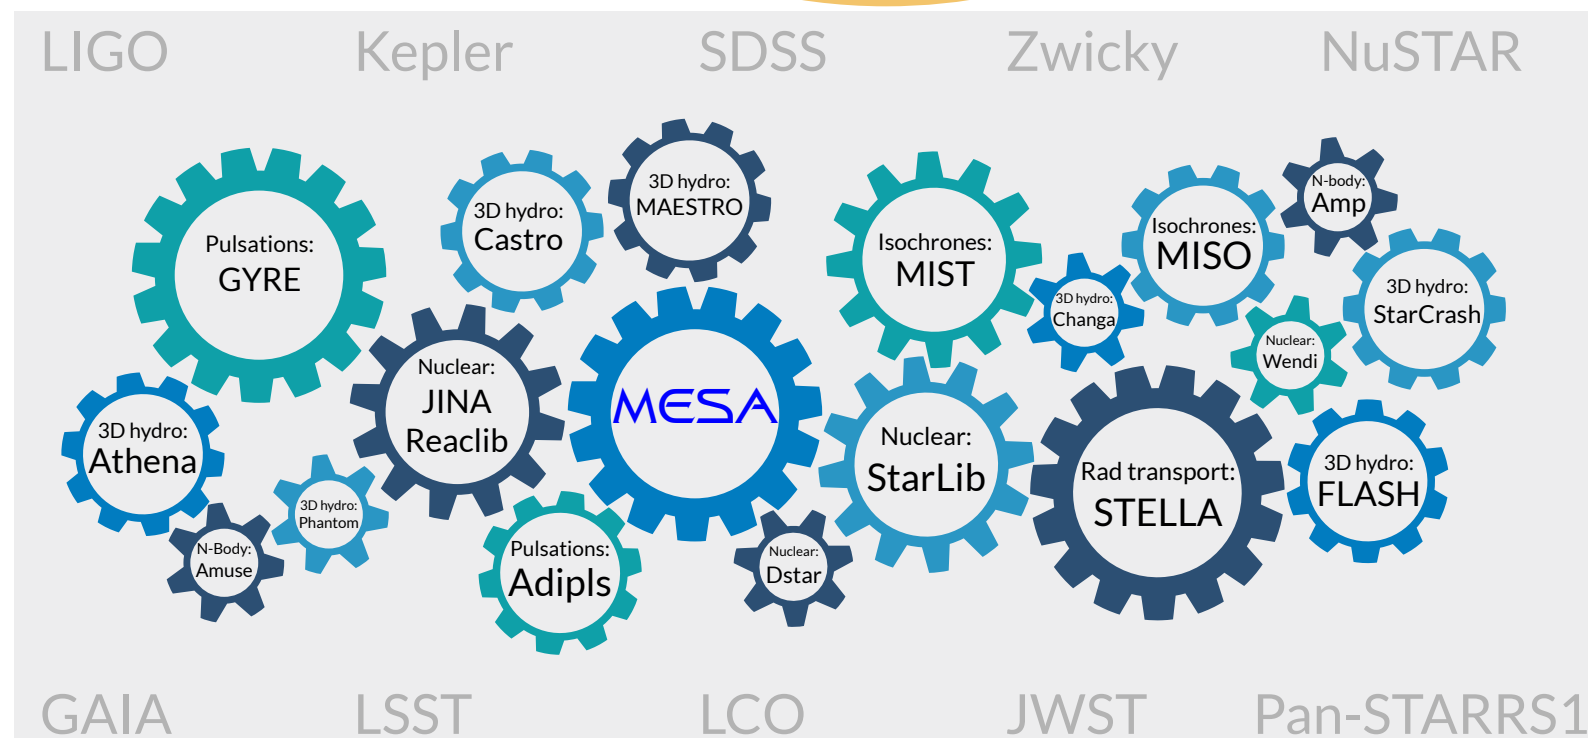 LIGO
Kepler
SDSS
Zwicky
NuSTAR
Pulsations:
GYRE
3D hydro:
Castro
3D hydro:
MAESTRO
Isochrones:
MIST
Isochrones:
MISO
N-body:
Amp
3D hydro:
Changa
3D hydro:
StarCrash
Nuclear:
Wendi
3D hydro:
Athena
Nuclear:
JINA
Reaclib
MESA
Nuclear:
StarLib
Rad transport:
STELLA
3D hydro:
FLASH
3D hydro:
Phantom
N-Body:
Amuse
Pulsations:
Adipls
Nuclear:
Dstar
GAIA
LSST
LCO
JWST
Pan-STARRS1